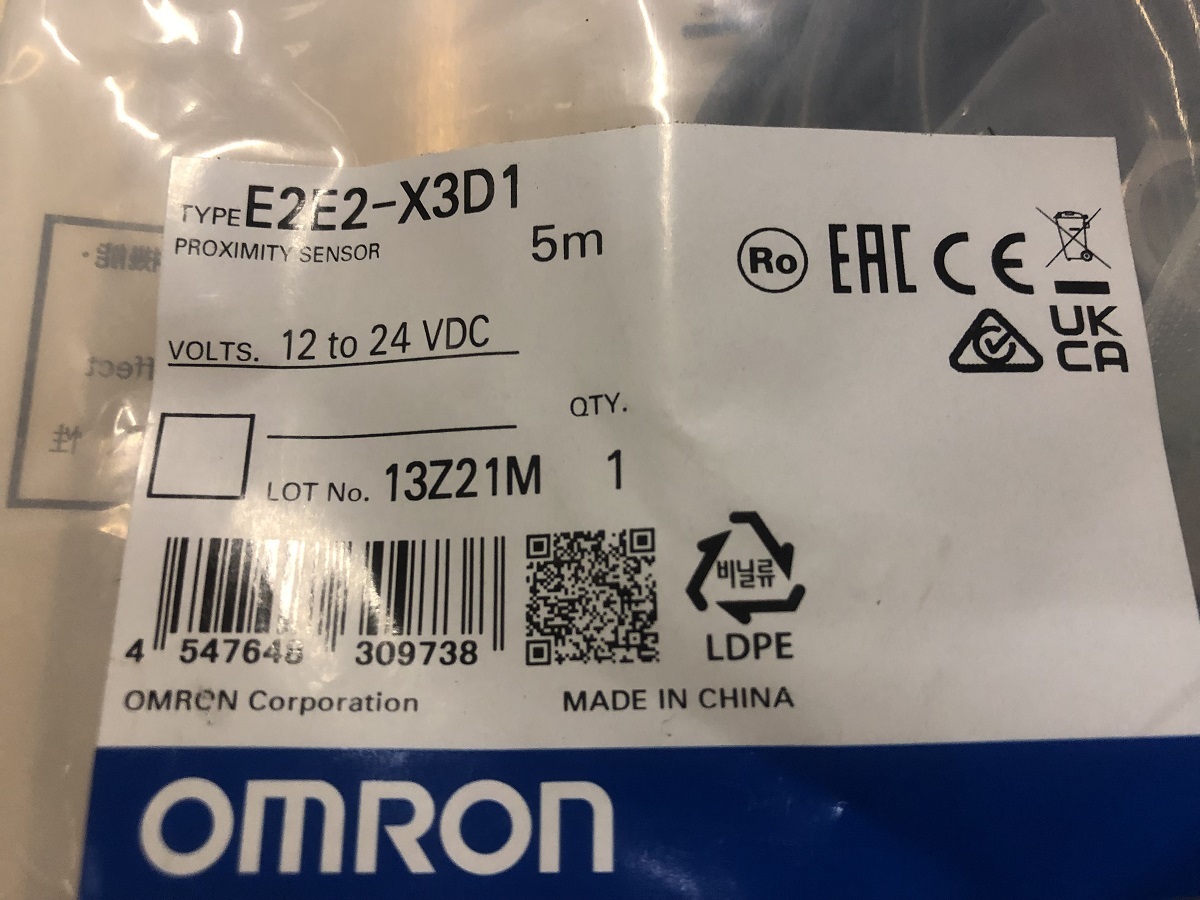 TYPE E2E2-X3D1
PROXIMITY SENSOR
5m
Ro EAC CE
UK
CA
VOLTS. 12 to 24 VDC
QTY.
LOT No. 13Z21M 1
4 547648 309738
비닐류
LDPE
OMRON Corporation MADE IN CHINA
OMRON